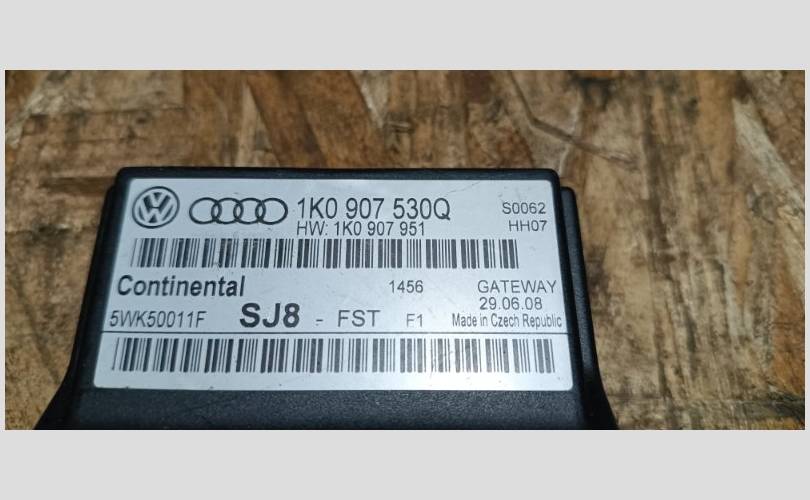 1K0 907 530Q S0062
HW: 1K0 907 951 HH07
Continental 1456 GATEWAY
29.06.08
5WK50011F SJ8 - FST F1 Made in Czech Republic